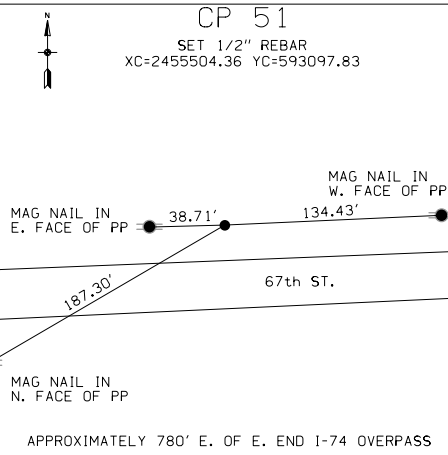 N
CP 51
SET 1/2" REBAR
XC=2455504.36 YC=593097.83
MAG NAIL IN
W. FACE OF PP
MAG NAIL IN
E. FACE OF PP
38.71'
134.43'
187.30'
67th ST.
MAG NAIL IN
N. FACE OF PP
APPROXIMATELY 780' E. OF E. END I-74 OVERPASS